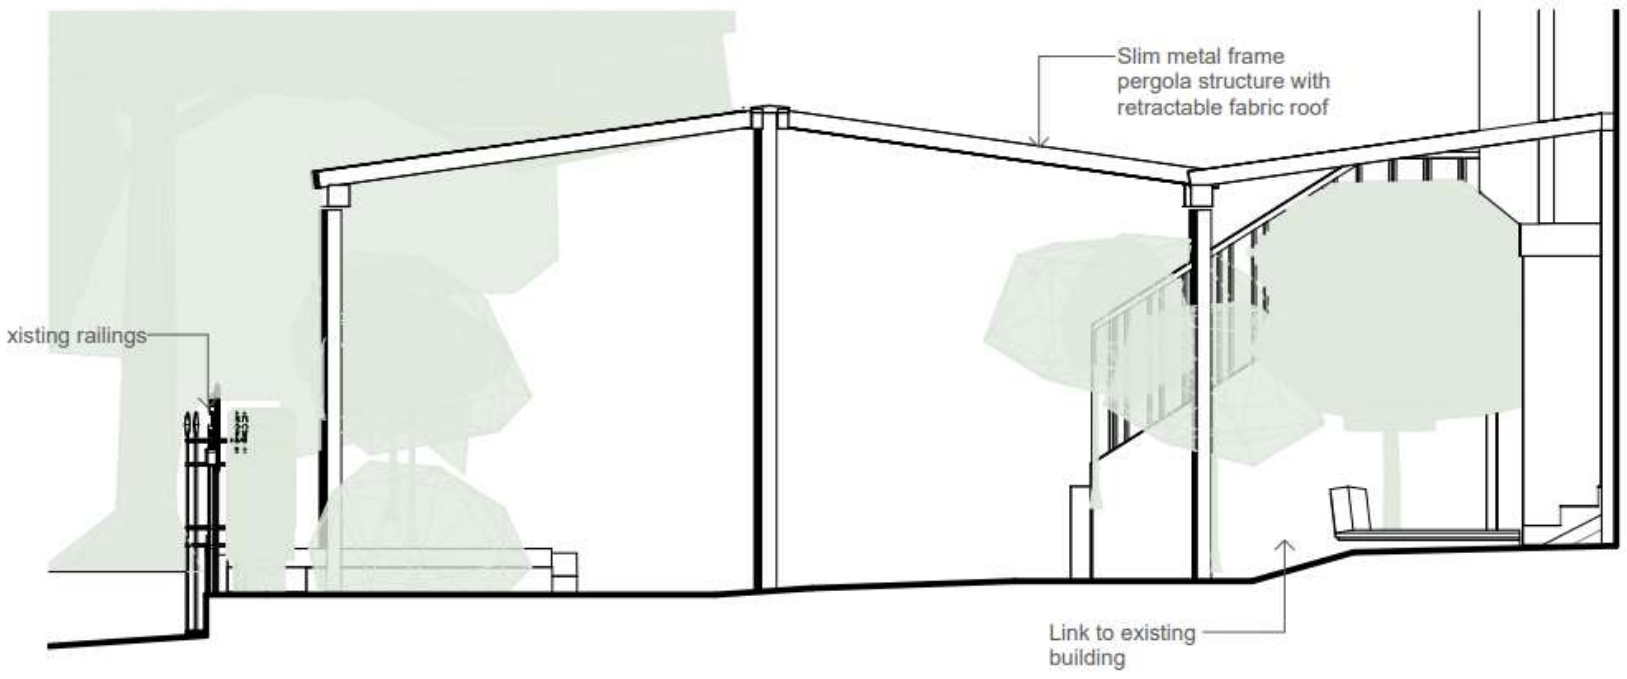 Slim metal frame
pergola structure with
retractable fabric roof
xisting railings
Link to existing
building